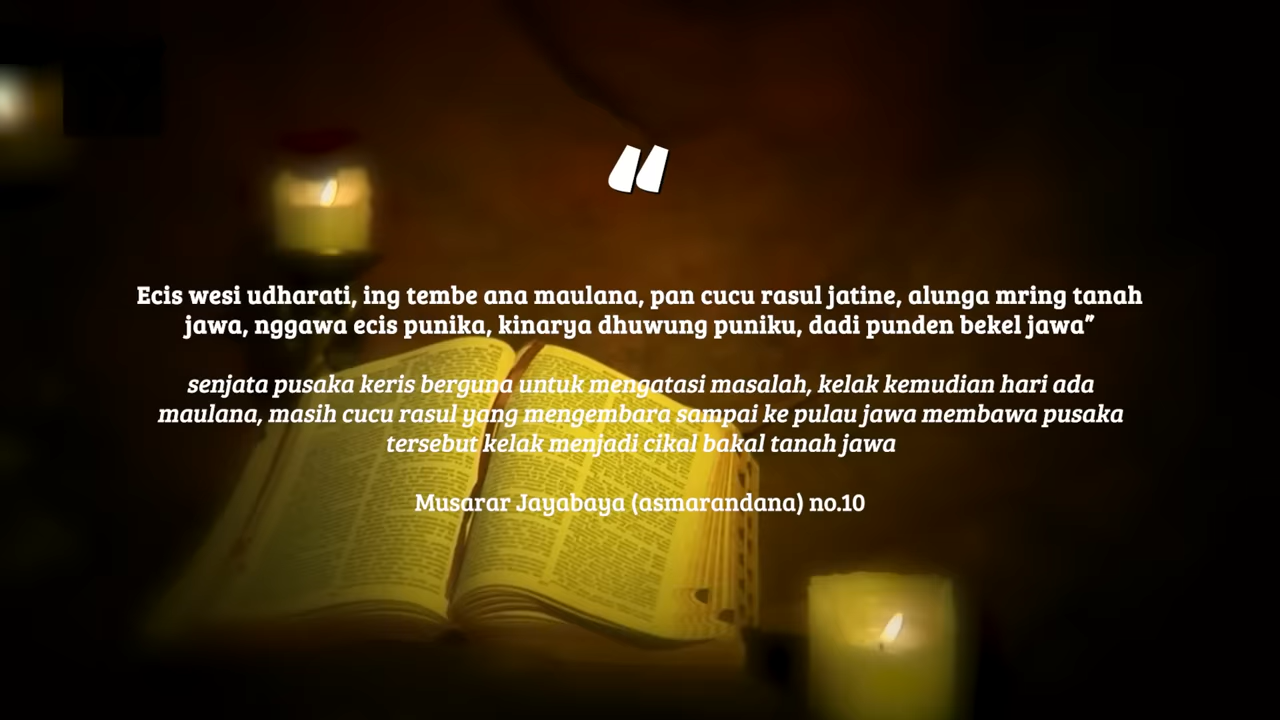 “
Ecis wesi udharati, ing tembe ana maulana, pan cucu rasul jatine, alunga mring tanah
jawa, nggawa ecis punika, kinarya dhuwung puniku, dadi punden bekel jawa”
senjata pusaka keris berguna untuk mengatasi masalah, kelak kemudian hari ada
maulana, masih cucu rasul yang mengembara sampai ke pulau jawa membawa pusaka
tersebut kelak menjadi cikal bakal tanah jawa
Musarar Jayabaya (asmarandana) no.10